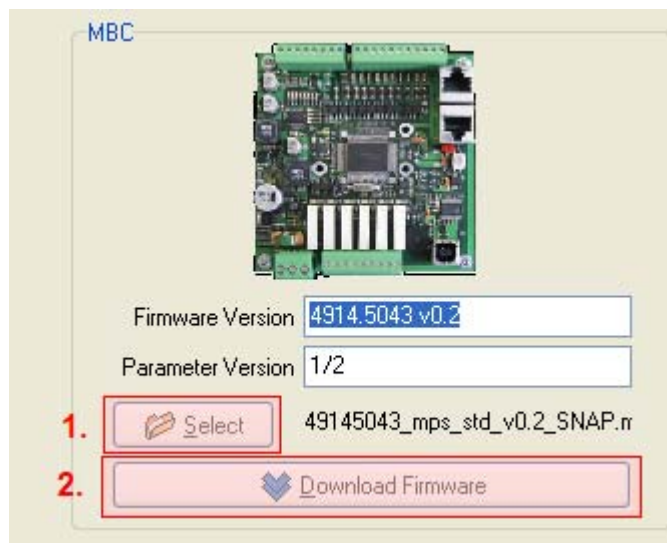 MBC
Firmware Version 4914.5043 v0.2
Parameter Version 1/2
1. Select 49145043_mps_std_v0.2_SNAP.m
2. Download Firmware